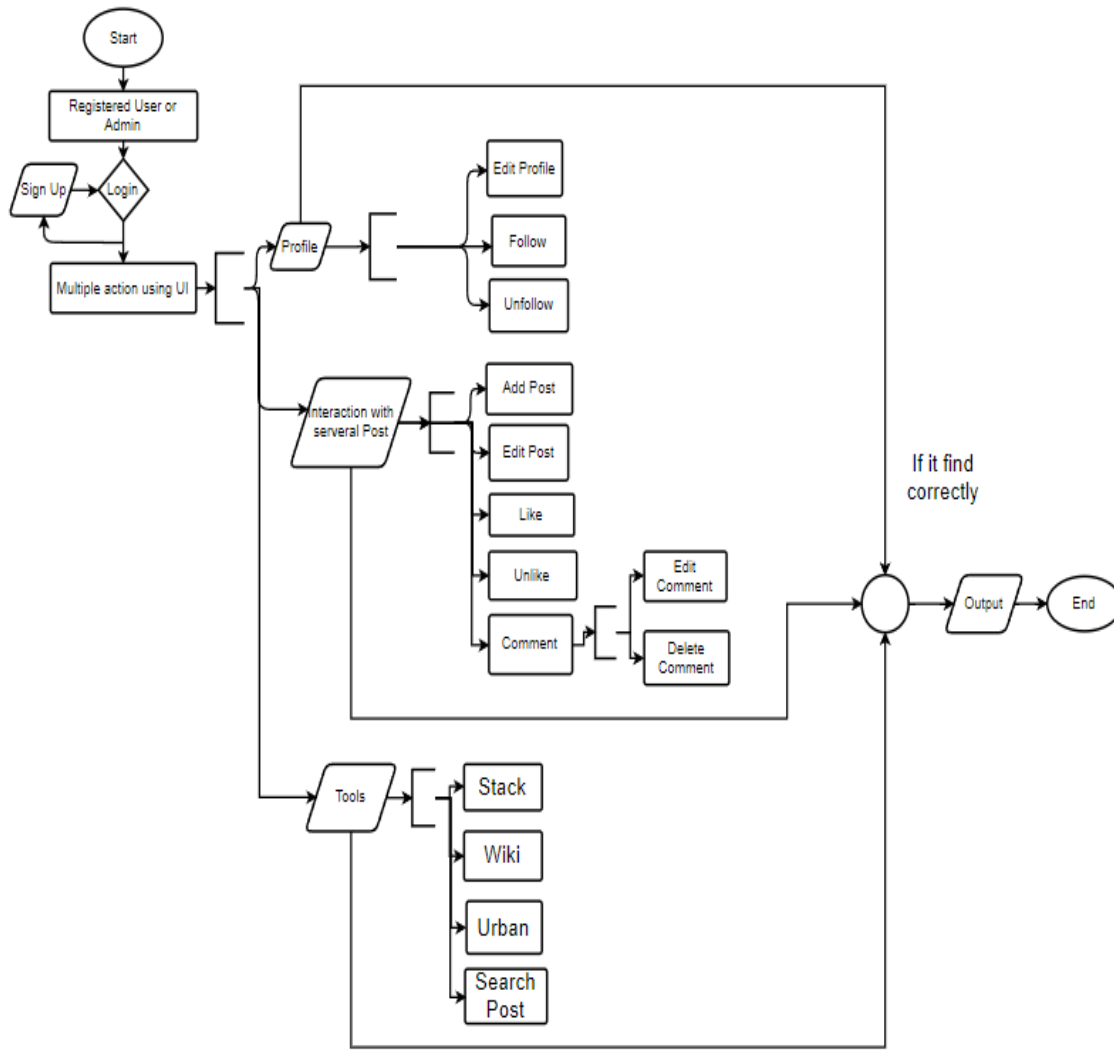 Start
Registered User or
Admin
Sign Up
Login
Multiple action using UI
Profile
Edit Profile
Follow
Unfollow
Interaction with
serveral Post
Add Post
Edit Post
Like
Unlike
Comment
Edit
Comment
Delete
Comment
If it find
correctly
Output
End
Tools
Stack
Wiki
Urban
Search
Post